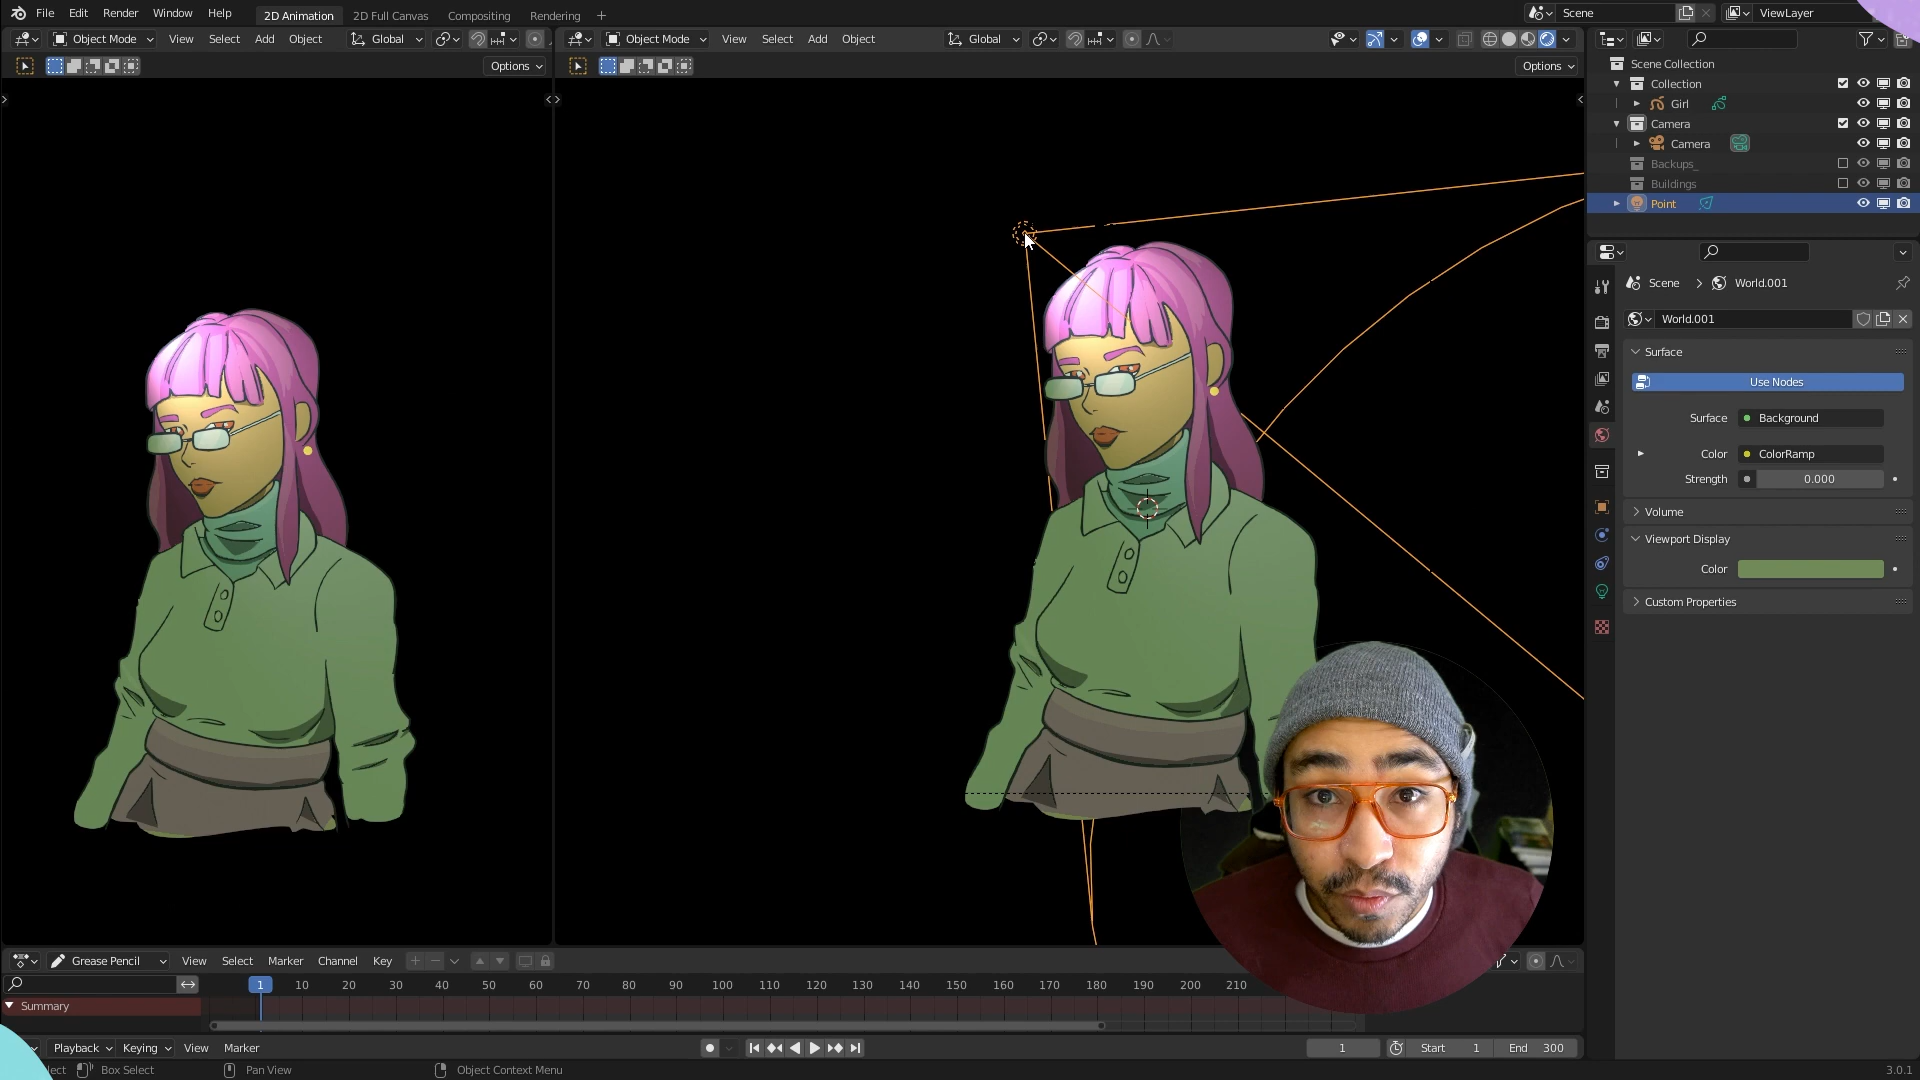 File Edit Render Window Help 2D Animation 2D Full Canvas Compositing Rendering + Scene ViewLayer
Object Mode View Select Add Object Global Object Mode View Select Add Object Global
Options Options
Scene Collection
Collection
Girl
Camera
Camera
Backups_
Buildings
Point
Scene > World.001
World.001
Surface
Use Nodes
Surface Background
Color ColorRamp
Strength 0.000
Volume
Viewport Display
Color
Custom Properties
Grease Pencil View Select Marker Channel Key
1 10 20 30 40 50 60 70 80 90 100 110 120 130 140 150 160 170 180 190 200 210
Summary
Playback Keying View Marker 1 Start 1 End 300
Box Select Pan View Object Context Menu 3.0.1